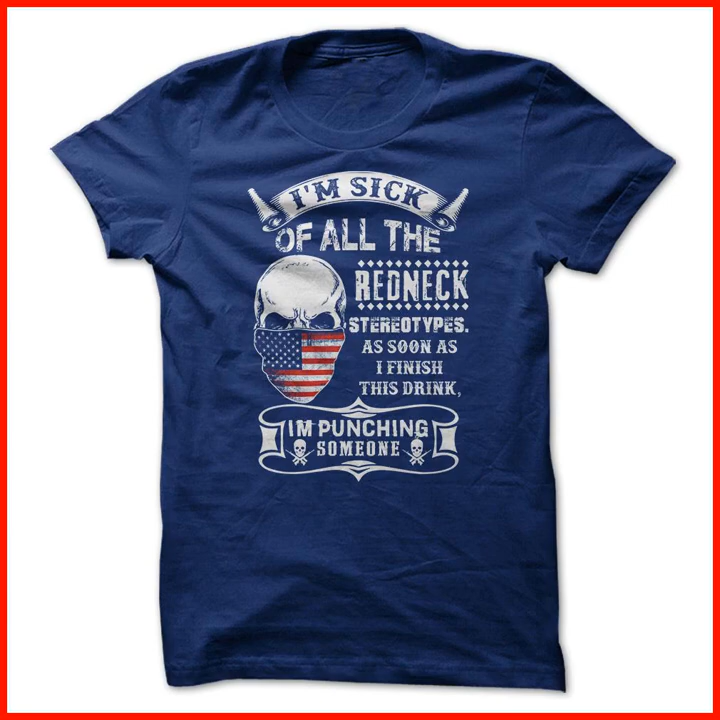 I'M SICK
OF ALL THE
REDNECK
STEREOTYPES.
AS SOON AS
I FINISH
THIS DRINK,
IM PUNCHING
SOMEONE